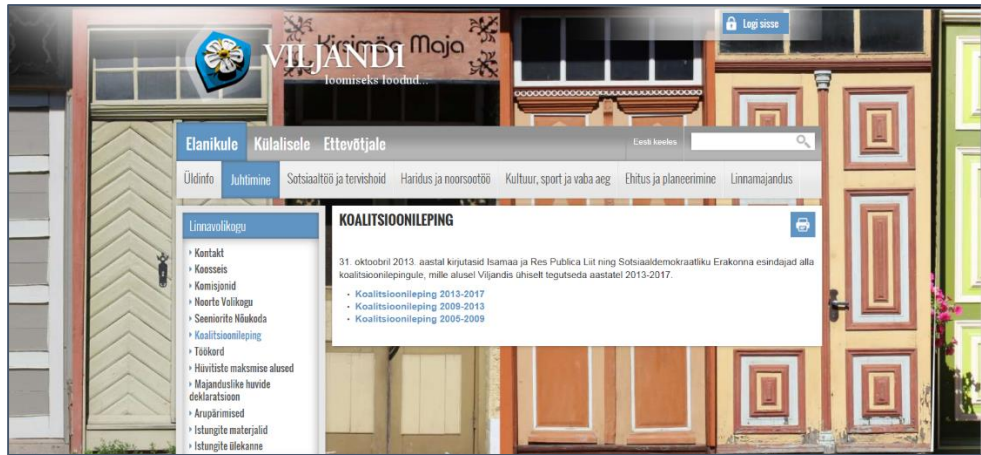 Logi sisse
Maja
VILJANDI
loomiseks loodud...
Elanikule Külalisele Ettevõtjale
Eesti keeles
Üldinfo Juhtimine Sotsiaaltöö ja tervishoid Haridus ja noorsootöö Kultuur, sport ja vaba aeg Ehitus ja planeerimine Linnamajandus
Linnavolikogu
Kontakt
Koosseis
Komisjonid
Noorte Volikogu
Seeniorite Nõukoda
Koalitsioonileping
Töökord
Hüvitiste maksmise alused
Majanduslike huvide
deklaratsioon
Arupärimised
Istungite materjalid
Istungite ülekanne
KOALITSIOONILEPING
31. oktoobril 2013. aastal kirjutasid Isamaa ja Res Publica Liit ning Sotsiaaldemokraatliku Erakonna esindajad alla
koalitsioonilepingule, mille alusel Viljandis ühiselt tegutseda aastatel 2013-2017.
Koalitsioonileping 2013-2017
Koalitsioonileping 2009-2013
Koalitsioonileping 2005-2009